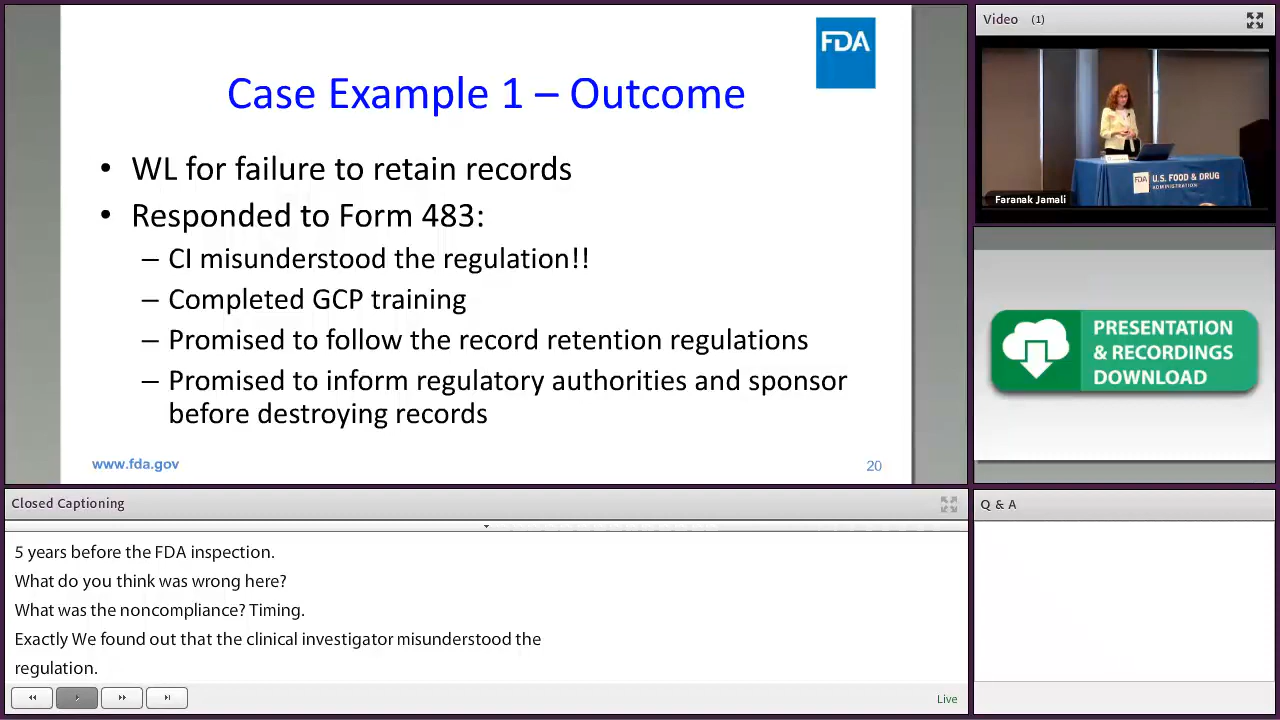 FDA
Case Example 1 – Outcome
• WL for failure to retain records
• Responded to Form 483:
– CI misunderstood the regulation!!
– Completed GCP training
– Promised to follow the record retention regulations
– Promised to inform regulatory authorities and sponsor
before destroying records
www.fda.gov
20
Video (1)
FDA U.S. FOOD & DRUG
ADMINISTRATION
Faranak Jamali
PRESENTATION
& RECORDINGS
DOWNLOAD
Closed Captioning
5 years before the FDA inspection.
What do you think was wrong here?
What was the noncompliance? Timing.
Exactly We found out that the clinical investigator misunderstood the
regulation.
Live
Q & A